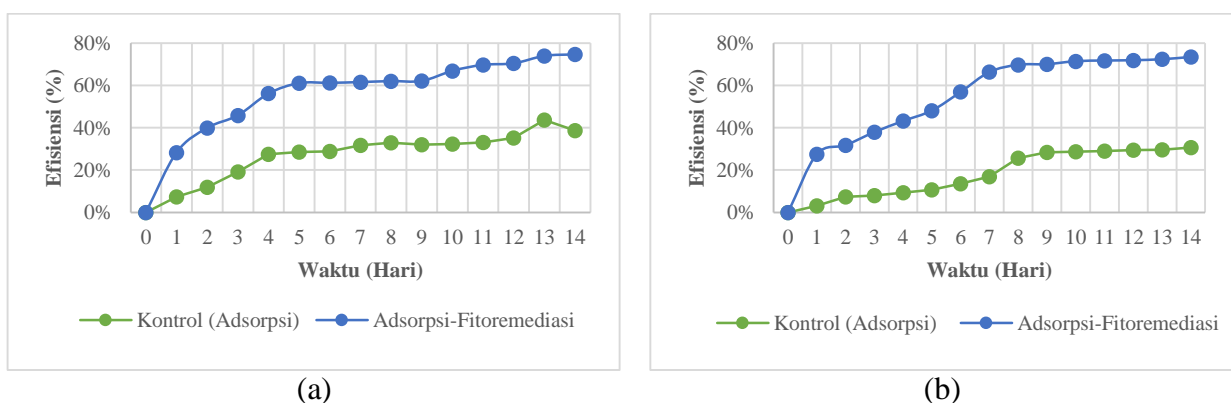 80%
60%
40%
20%
0%
Efisiensi (%)
0 1 2 3 4 5 6 7 8 9 10 11 12 13 14
Waktu (Hari)
Kontrol (Adsorpsi) Adsorpsi-Fitoremediasi
(a)
80%
60%
40%
20%
0%
Efisiensi (%)
0 1 2 3 4 5 6 7 8 9 10 11 12 13 14
Waktu (Hari)
Kontrol (Adsorpsi) Adsorpsi-Fitoremediasi
(b)